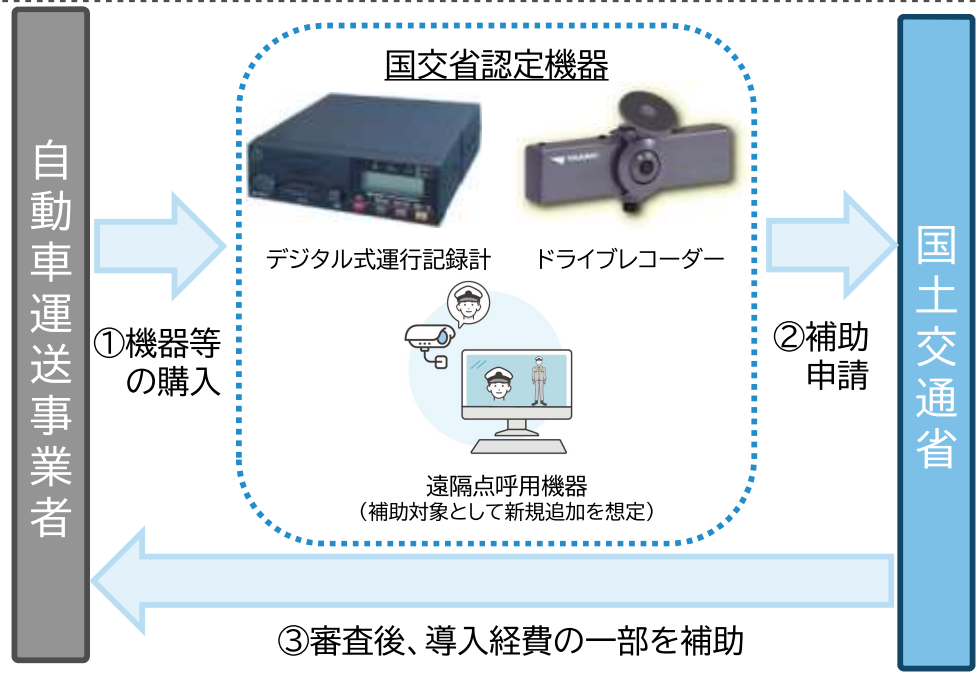 自動車運送事業者
国交省認定機器
デジタル式運行記録計
ドライブレコーダー
①機器等
の購入
遠隔点呼用機器
（補助対象として新規追加を想定）
②補助
申請
国土交通省
③審査後、導入経費の一部を補助